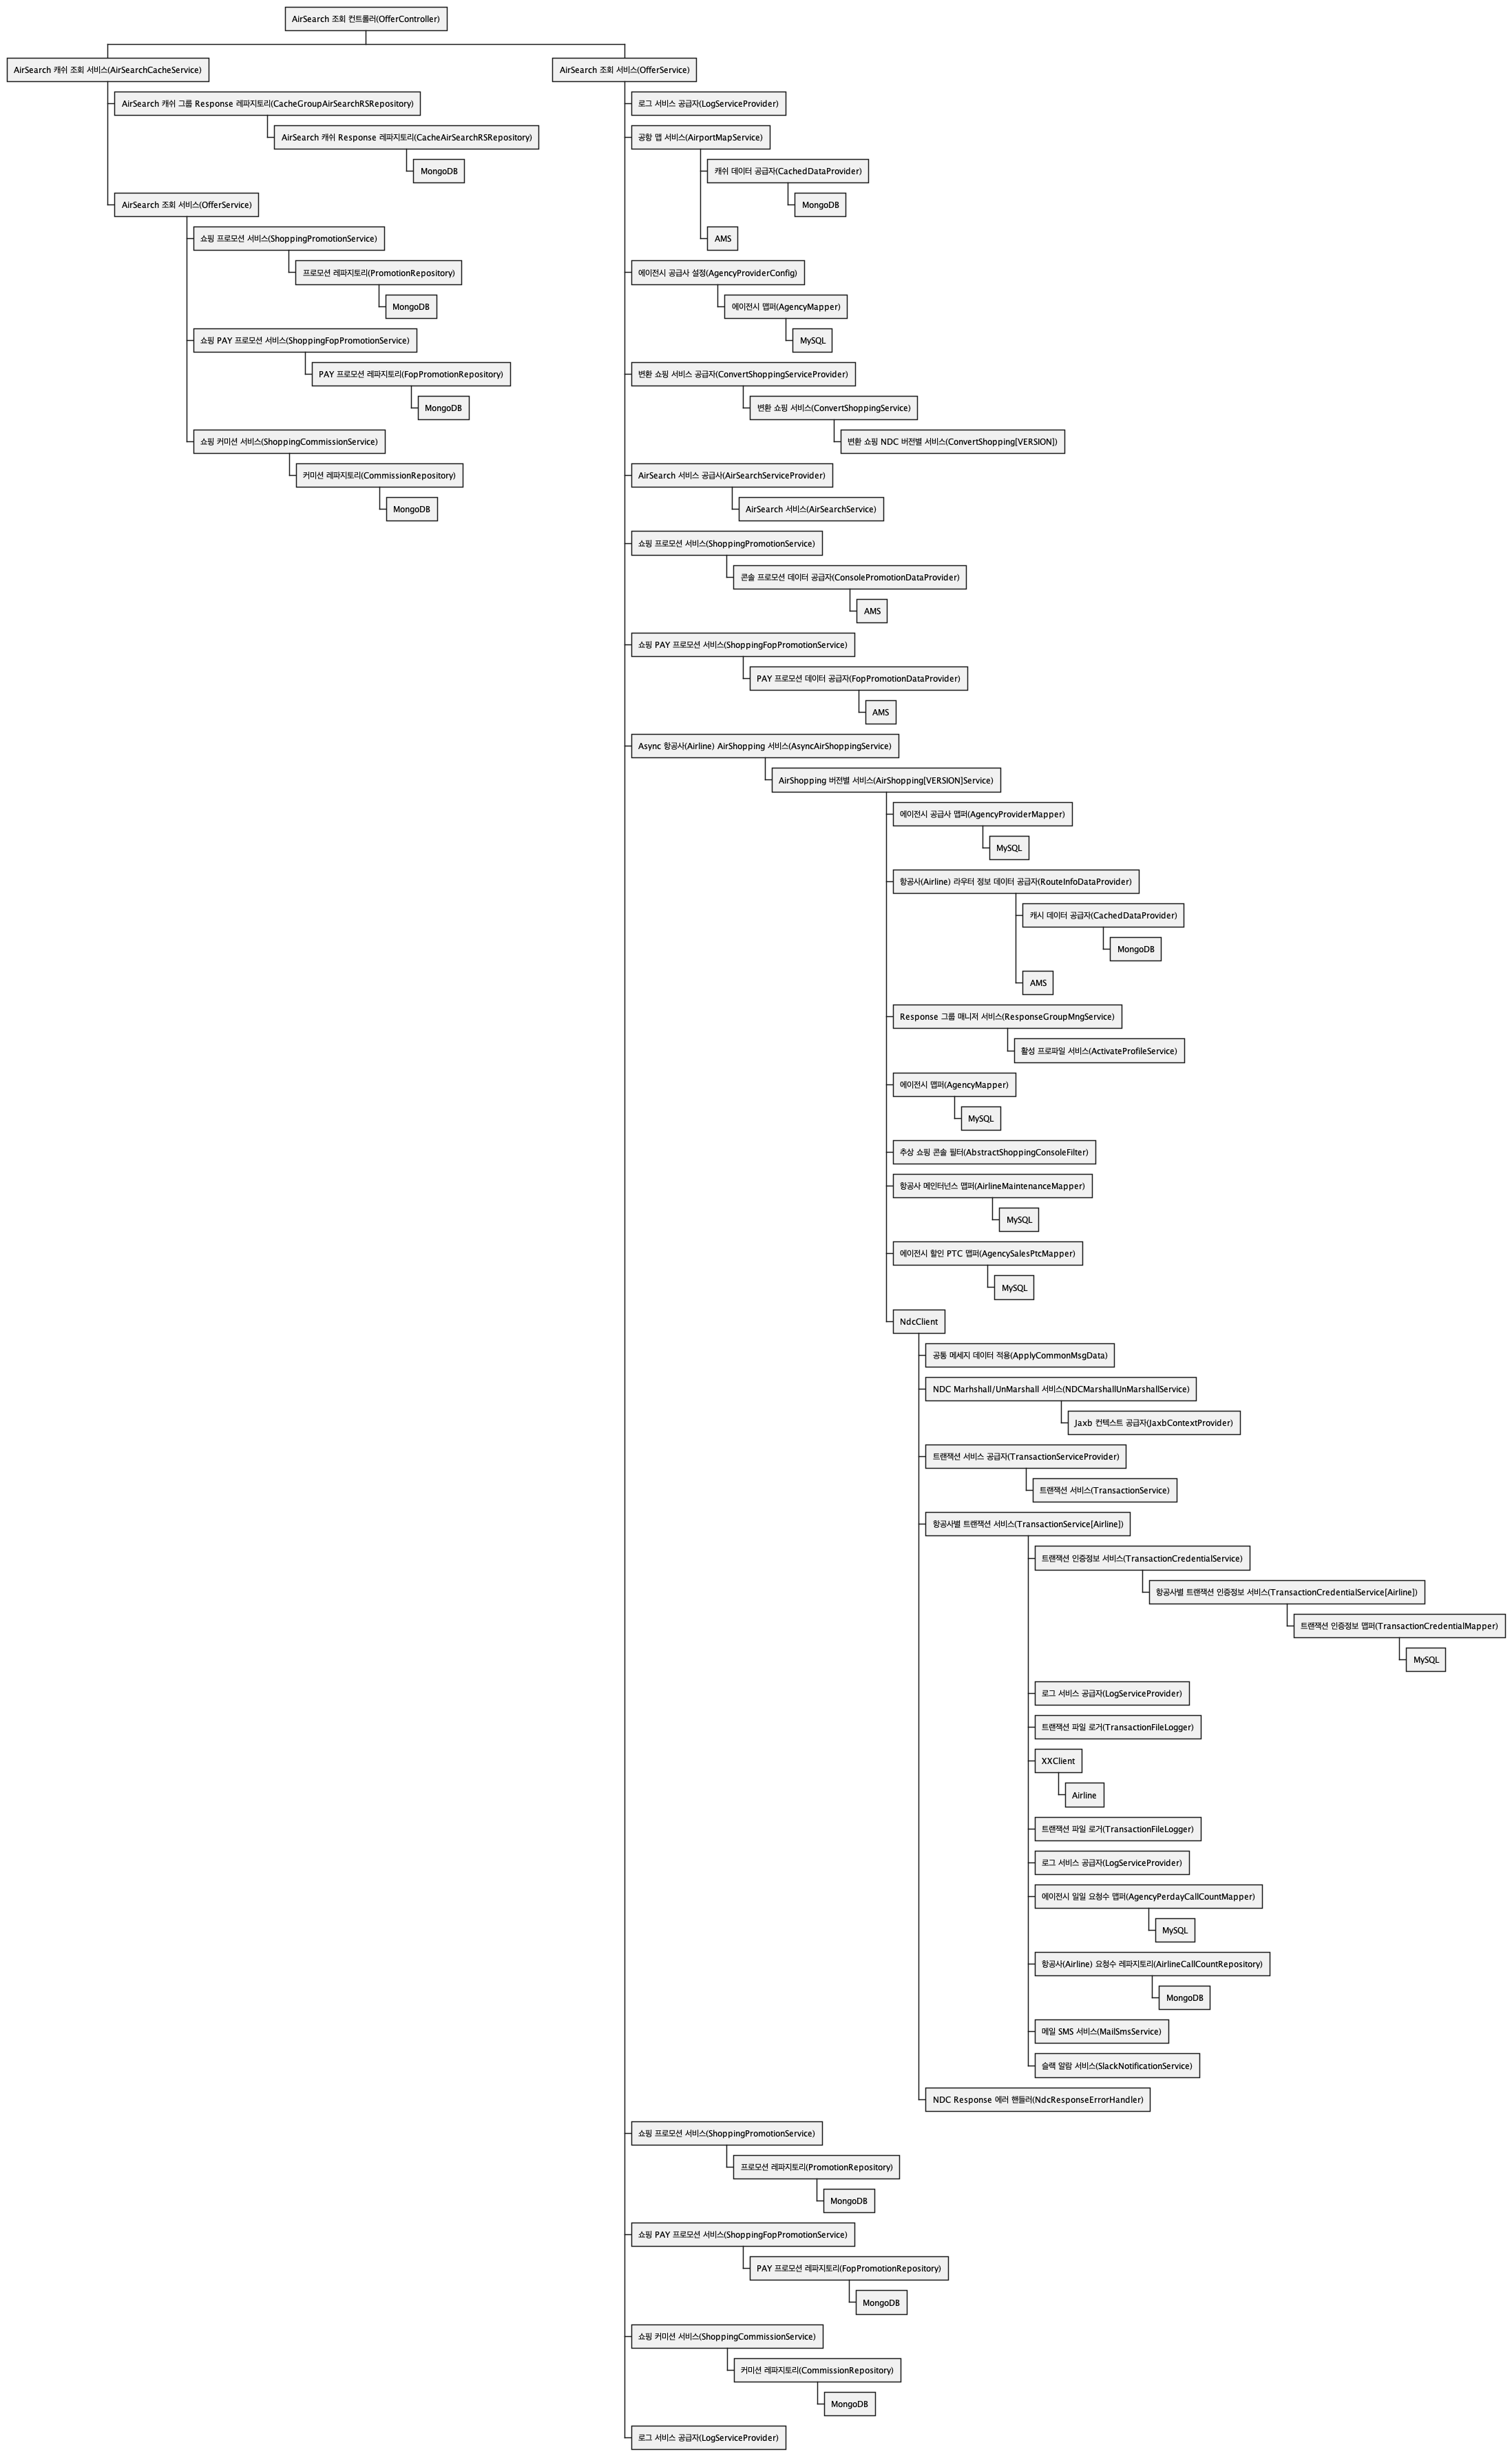 AirSearch 조회 컨트롤러(OfferController)
AirSearch 캐쉬 조회 서비스(AirSearchCacheService)
AirSearch 캐쉬 그룹 Response 레파지토리(CacheGroupAirSearchRSRepository)
AirSearch 캐쉬 Response 레파지토리(CacheAirSearchRSRepository)
MongoDB
AirSearch 조회 서비스(OfferService)
쇼핑 프로모션 서비스(ShoppingPromotionService)
프로모션 레파지토리(PromotionRepository)
MongoDB
쇼핑 PAY 프로모션 서비스(ShoppingFopPromotionService)
PAY 프로모션 레파지토리(FopPromotionRepository)
MongoDB
쇼핑 커미션 서비스(ShoppingCommissionService)
커미션 레파지토리(CommissionRepository)
MongoDB
AirSearch 조회 서비스(OfferService)
로그 서비스 공급자(LogServiceProvider)
공항 맵 서비스(AirportMapService)
캐쉬 데이터 공급자(CachedDataProvider)
MongoDB
AMS
에이전시 공급사 설정(AgencyProviderConfig)
에이전시 맵퍼(AgencyMapper)
MySQL
변환 쇼핑 서비스 공급자(ConvertShoppingServiceProvider)
변환 쇼핑 서비스(ConvertShoppingService)
변환 쇼핑 NDC 버전별 서비스(ConvertShopping[VERSION])
AirSearch 서비스 공급사(AirSearchServiceProvider)
AirSearch 서비스(AirSearchService)
쇼핑 프로모션 서비스(ShoppingPromotionService)
콘솔 프로모션 데이터 공급자(ConsolePromotionDataProvider)
AMS
쇼핑 PAY 프로모션 서비스(ShoppingFopPromotionService)
PAY 프로모션 데이터 공급자(FopPromotionDataProvider)
AMS
Async 항공사(Airline) AirShopping 서비스(AsyncAirShoppingService)
AirShopping 버전별 서비스(AirShopping[VERSION]Service)
에이전시 공급사 맵퍼(AgencyProviderMapper)
MySQL
항공사(Airline) 라우터 정보 데이터 공급자(RouteInfoDataProvider)
캐시 데이터 공급자(CachedDataProvider)
MongoDB
AMS
Response 그룹 매니저 서비스(ResponseGroupMngService)
활성 프로파일 서비스(ActivateProfileService)
에이전시 맵퍼(AgencyMapper)
MySQL
추상 쇼핑 콘솔 필터(AbstractShoppingConsoleFilter)
항공사 메인터넌스 맵퍼(AirlineMaintenanceMapper)
MySQL
에이전시 할인 PTC 맵퍼(AgencySalesPtcMapper)
MySQL
NdcClient
공통 메세지 데이터 적용(ApplyCommonMsgData)
NDC Marhshall/UnMarshall 서비스(NDCMarshallUnMarshallService)
Jaxb 컨텍스트 공급자(JaxbContextProvider)
트랜잭션 서비스 공급자(TransactionServiceProvider)
트랜잭션 서비스(TransactionService)
항공사별 트랜잭션 서비스(TransactionService[Airline])
트랜잭션 인증정보 서비스(TransactionCredentialService)
항공사별 트랜잭션 인증정보 서비스(TransactionCredentialService[Airline])
트랜잭션 인증정보 맵퍼(TransactionCredentialMapper)
MySQL
로그 서비스 공급자(LogServiceProvider)
트랜잭션 파일 로거(TransactionFileLogger)
XXClient
Airline
트랜잭션 파일 로거(TransactionFileLogger)
로그 서비스 공급자(LogServiceProvider)
에이전시 일일 요청수 맵퍼(AgencyPerdayCallCountMapper)
MySQL
항공사(Airline) 요청수 레파지토리(AirlineCallCountRepository)
MongoDB
메일 SMS 서비스(MailSmsService)
슬랙 알람 서비스(SlackNotificationService)
NDC Response 에러 핸들러(NdcResponseErrorHandler)
쇼핑 프로모션 서비스(ShoppingPromotionService)
프로모션 레파지토리(PromotionRepository)
MongoDB
쇼핑 PAY 프로모션 서비스(ShoppingFopPromotionService)
PAY 프로모션 레파지토리(FopPromotionRepository)
MongoDB
쇼핑 커미션 서비스(ShoppingCommissionService)
커미션 레파지토리(CommissionRepository)
MongoDB
로그 서비스 공급자(LogServiceProvider)